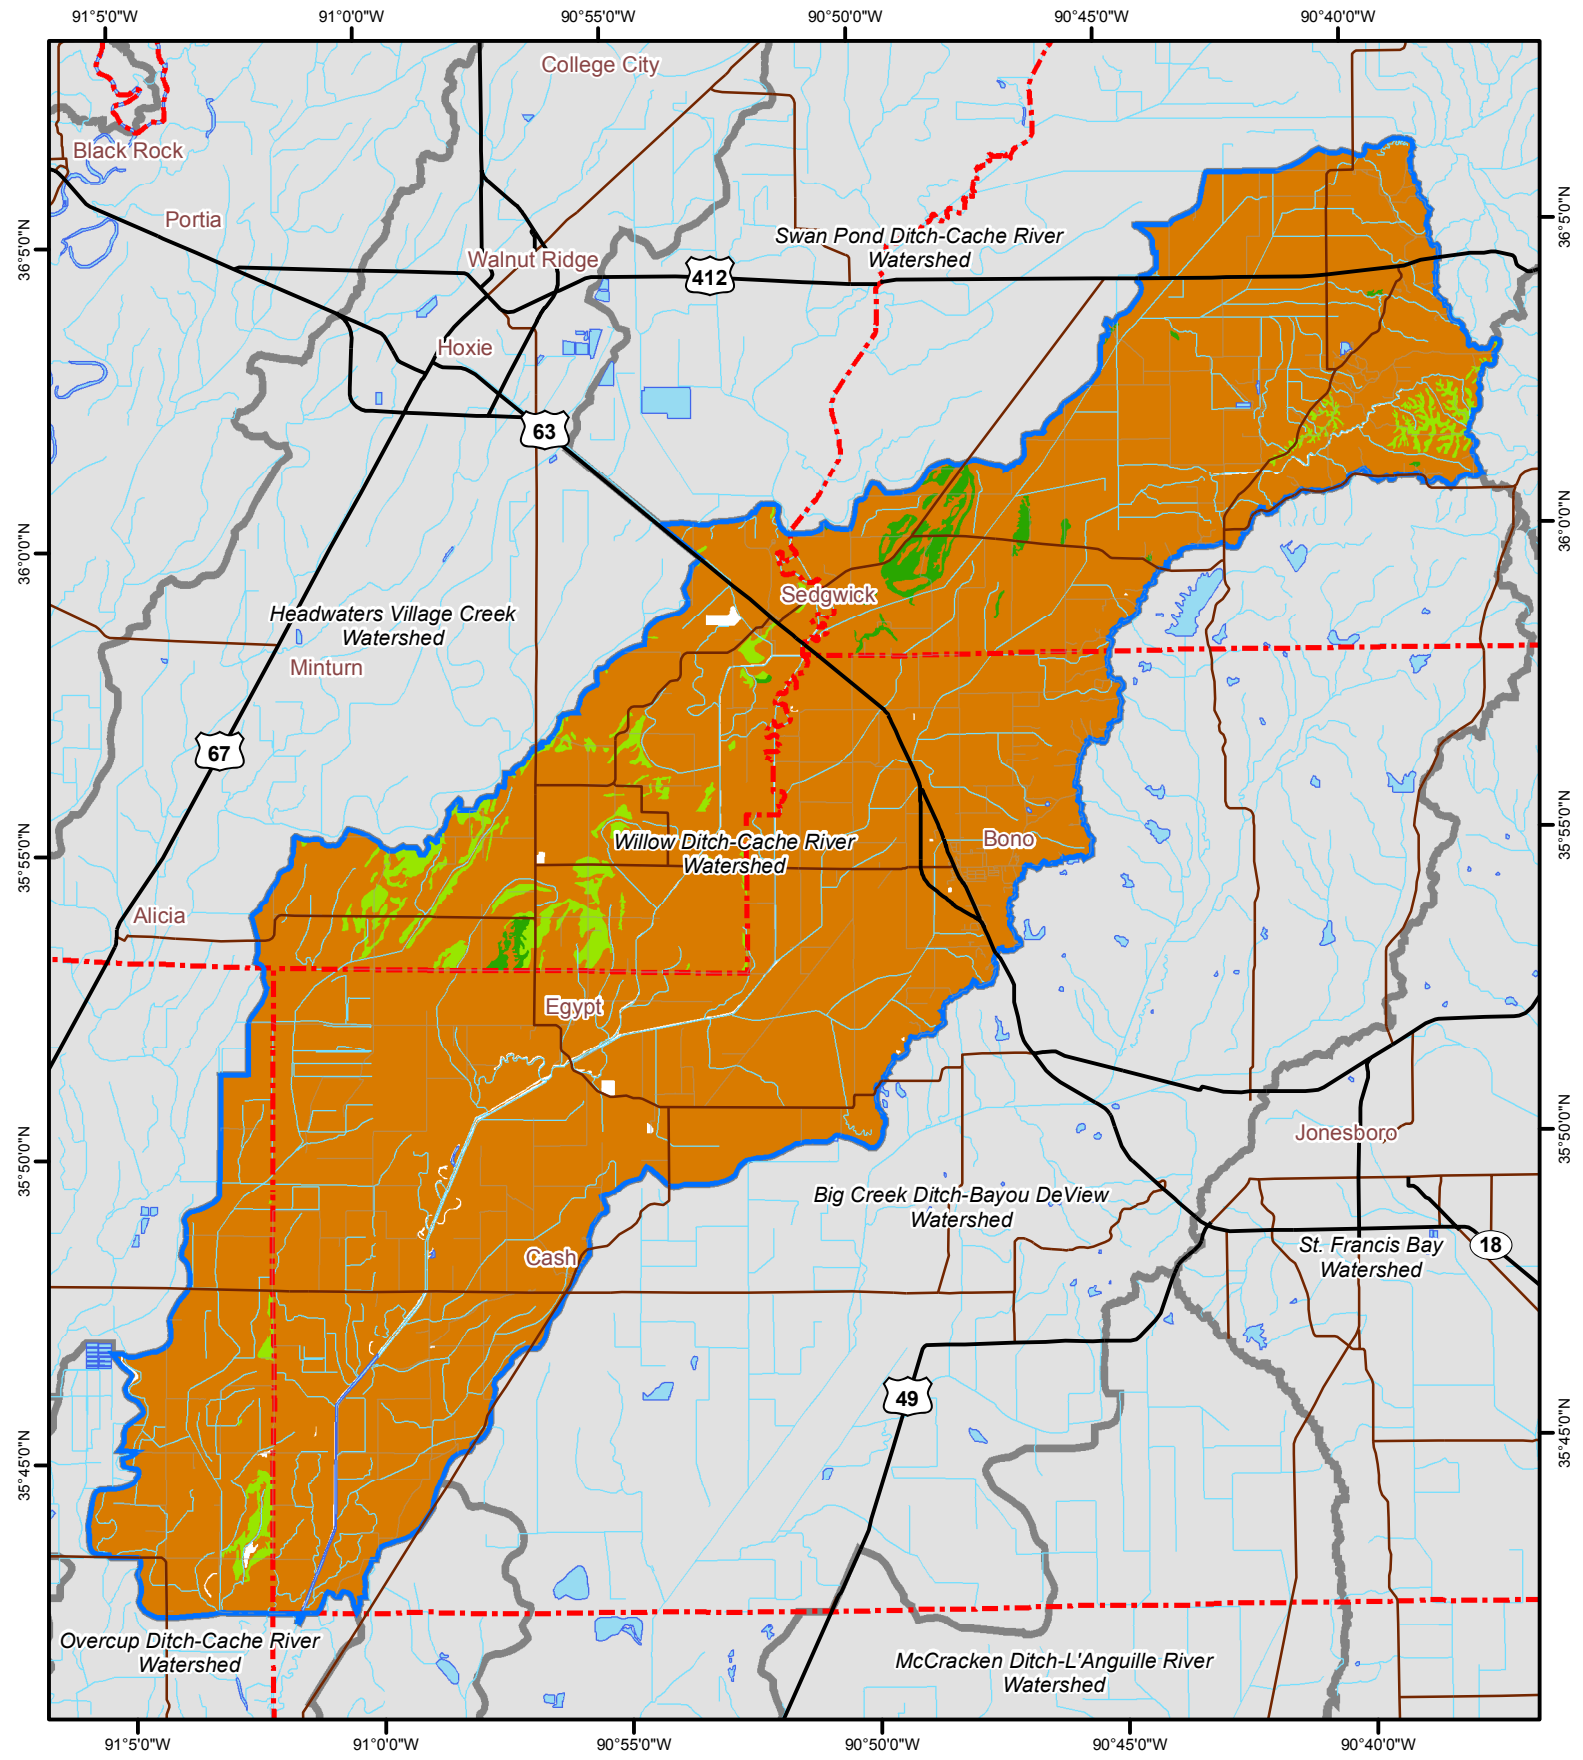 91°5'0"W
91°0'0"W
90°55'0"W
90°50'0"W
90°45'0"W
90°40'0"W
College City
Black Rock
Portia
36°5'0"N
36°5'0"N
Swan Pond Ditch-Cache River
Watershed
Walnut Ridge
412
Hoxie
63
36°0'0"N
36°0'0"N
Sedgwick
Headwaters Village Creek
Watershed
Minturn
67
35°55'0"N
35°55'0"N
Willow Ditch-Cache River
Watershed
Bono
Alicia
Egypt
35°50'0"N
35°50'0"N
Jonesboro
Big Creek Ditch-Bayou DeView
Watershed
St. Francis Bay
Watershed
18
Cash
49
35°45'0"N
35°45'0"N
Overcup Ditch-Cache River
Watershed
McCracken Ditch-L'Anguille River
Watershed
91°5'0"W
91°0'0"W
90°55'0"W
90°50'0"W
90°45'0"W
90°40'0"W